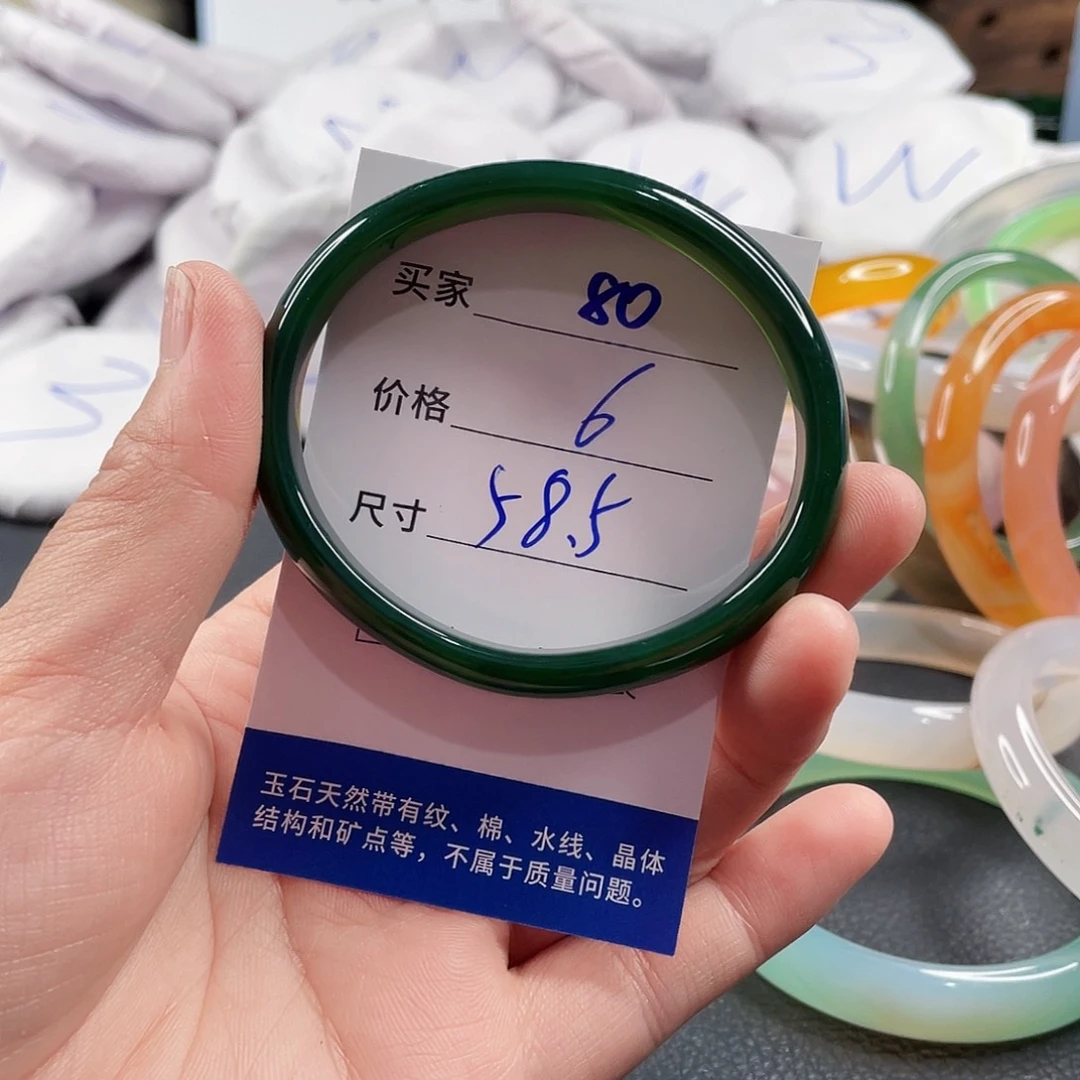 买家 80
价格 6
尺寸 58.5
玉石天然带有纹、棉、水线、晶体
结构和矿点等，不属于质量问题。
W